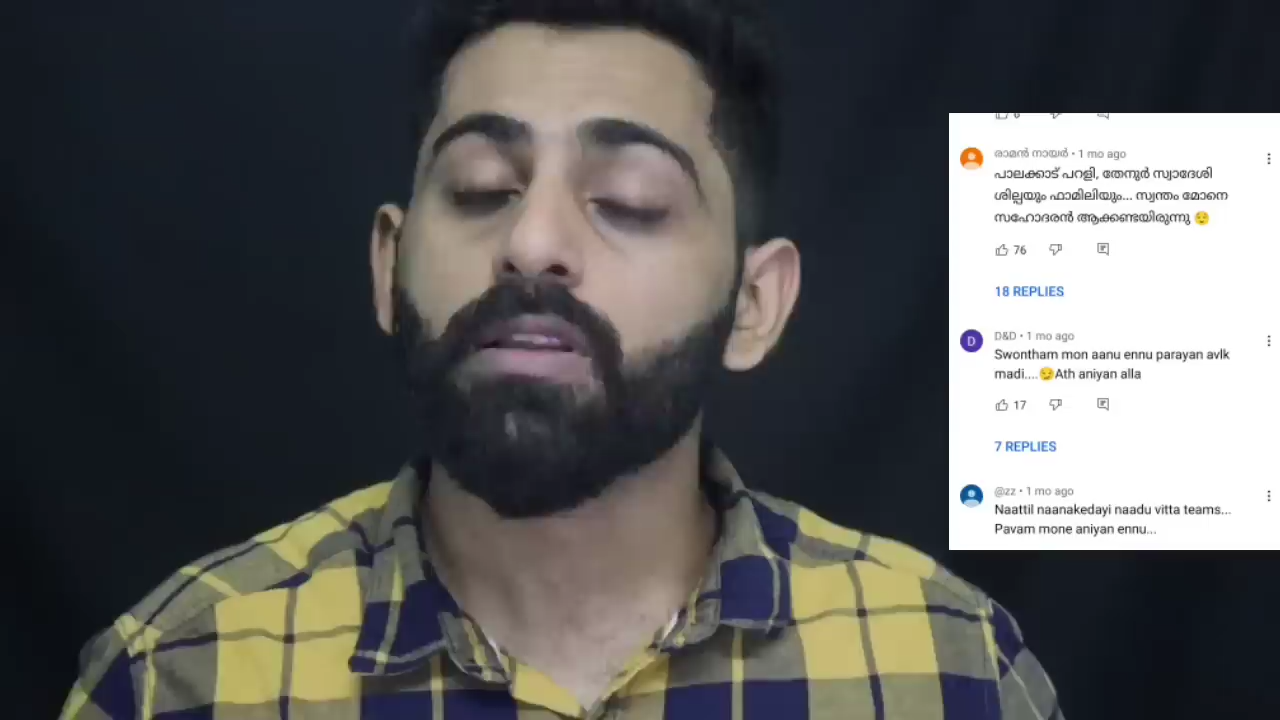 6
രാമൻ നായർ • 1 mo ago
പാലക്കാട് പറളി, തേനൂർ സ്വാദേശി
ശില്പയും ഫാമിലിയും... സ്വന്തം മോനെ
സഹോദരൻ ആക്കണ്ടയിരുന്നു 😌
76
18 REPLIES
D
D&D • 1 mo ago
Swontham mon aanu ennu parayan avlk
madi....😏Ath aniyan alla
17
7 REPLIES
@zz • 1 mo ago
Naattil naanakedayi naadu vitta teams...
Pavam mone aniyan ennu...